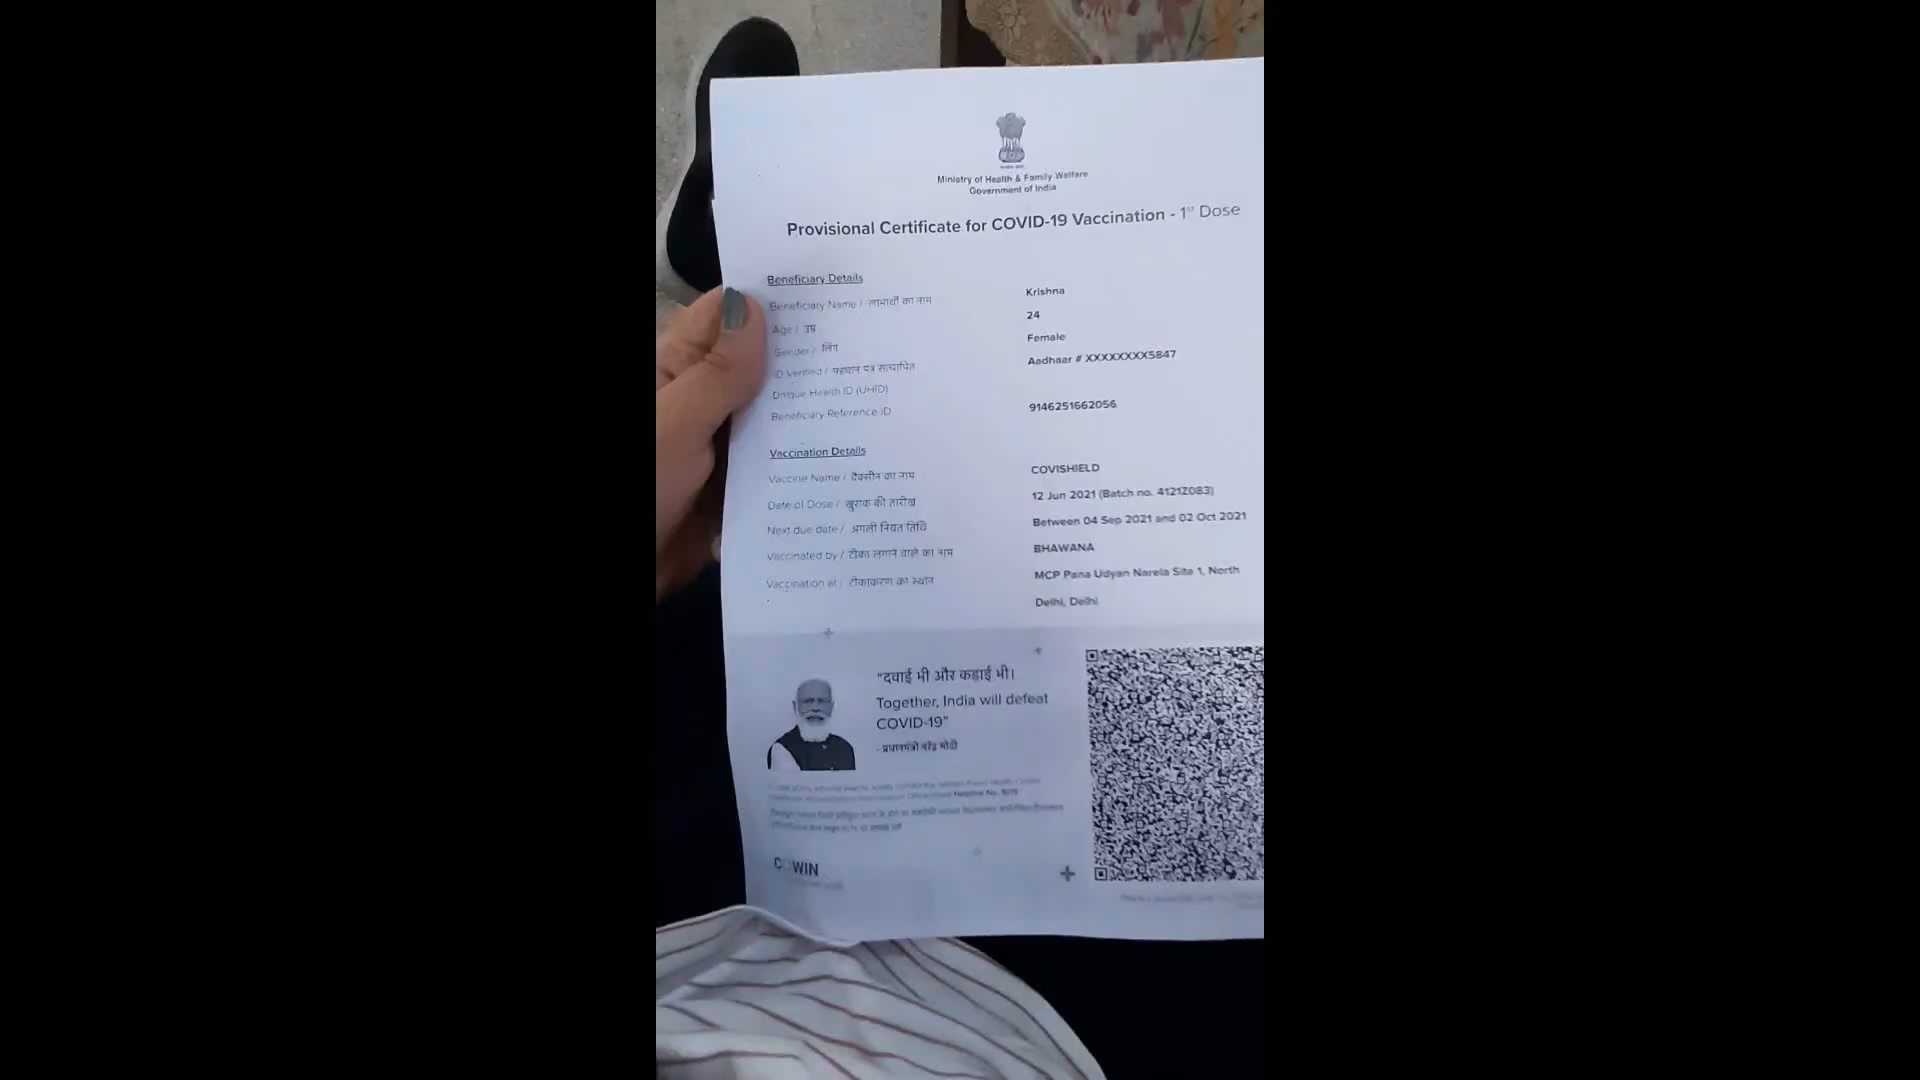 Ministry of Health & Family Welfare
Government of India
Provisional Certificate for COVID-19 Vaccination - 1st Dose
Beneficiary Details
Beneficiary Name / लाभार्थी का नाम Krishna
Age / उम्र 24
Gender / लिंग Female
ID Verified / पहचान पत्र सत्यापित Aadhaar # XXXXXXXX5847
Unique Health ID (UHID)
Beneficiary Reference ID 9146251662056
Vaccination Details
Vaccine Name / वैक्सीन का नाम COVISHIELD
Date of Dose / खुराक की तारीख 12 Jun 2021 (Batch no. 4121Z083)
Next due date / अगली नियत तिथि Between 04 Sep 2021 and 02 Oct 2021
Vaccinated by / टीका लगाने वाले का नाम BHAWANA
Vaccination at / टीकाकरण का स्थान MCP Pana Udyan Narela Site 1, North
Delhi, Delhi
"दवाई भी और कड़ाई भी।
Together, India will defeat
COVID-19"
- प्रधानमंत्री नरेंद्र मोदी
Helpline No.
WIN